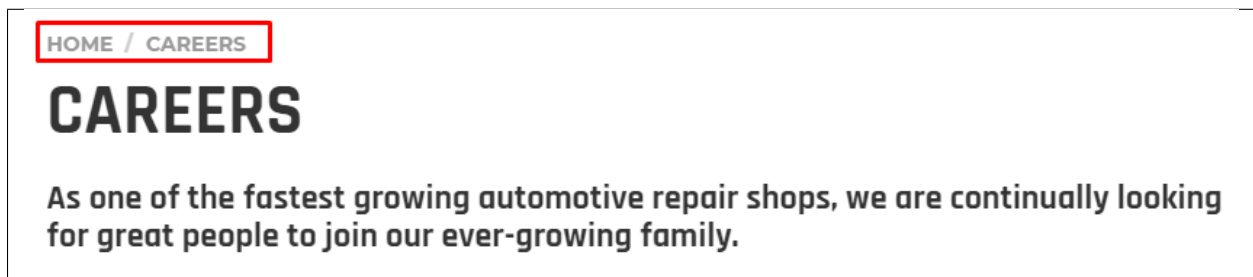 HOME / CAREERS
CAREERS
As one of the fastest growing automotive repair shops, we are continually looking
for great people to join our ever-growing family.